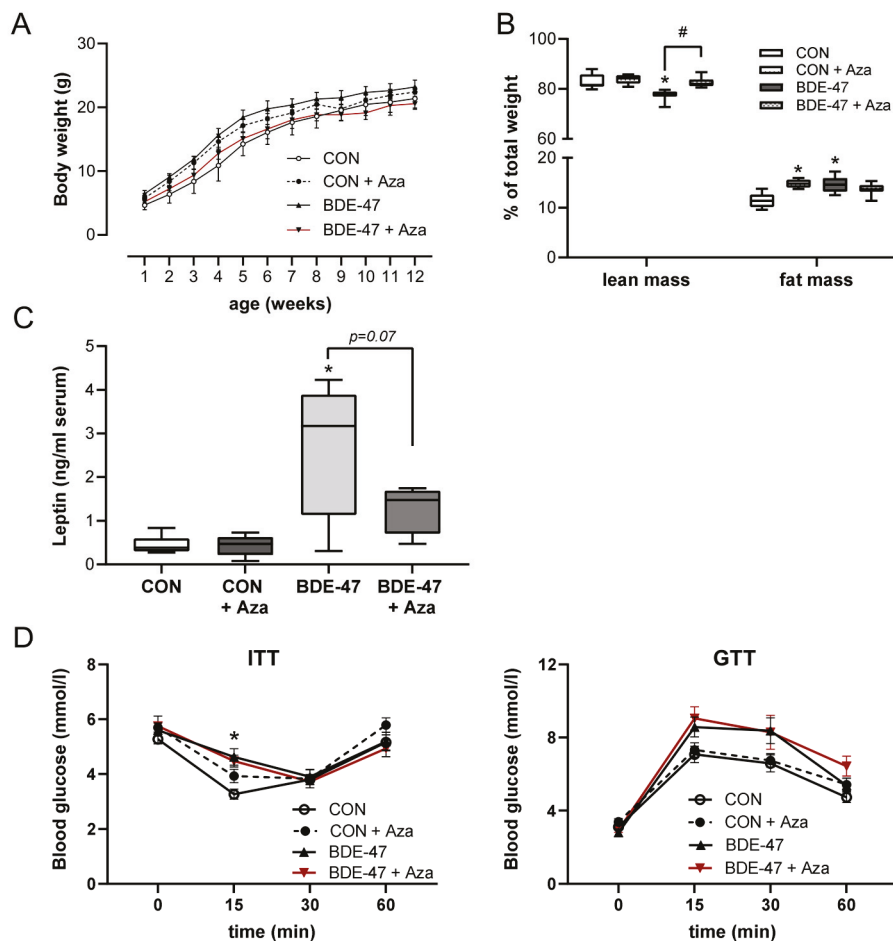 A
Body weight (g)
30
20
10
0
CON
CON + Aza
BDE-47
BDE-47 + Aza
1 2 3 4 5 6 7 8 9 10 11 12
age (weeks)
B
% of total weight
100
80
60
20
15
10
0
#
*
* *
CON
CON + Aza
BDE-47
BDE-47 + Aza
lean mass fat mass
C
Leptin (ng/ml serum)
5
4
3
2
1
0
p=0.07
*
CON CON + Aza BDE-47 BDE-47 + Aza
D
ITT
Blood glucose (mmol/l)
8
6
4
2
0
*
CON
CON + Aza
BDE-47
BDE-47 + Aza
0 15 30 60
time (min)
GTT
Blood glucose (mmol/l)
12
8
4
0
CON
CON + Aza
BDE-47
BDE-47 + Aza
0 15 30 60
time (min)